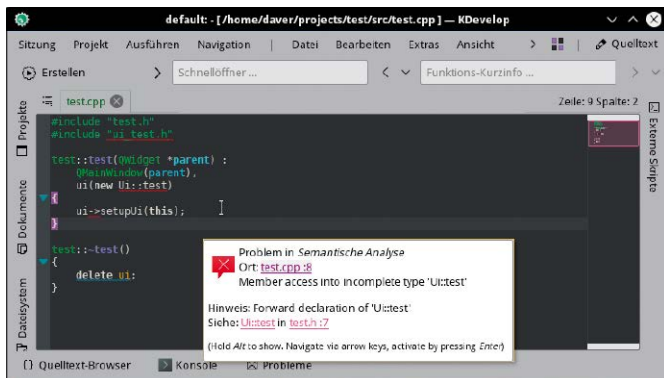 default: - [ /home/daver/projects/test/src/test.cpp ] — KDevelop
Sitzung Projekt Ausführen Navigation | Datei Bearbeiten Extras Ansicht > | Quelltext
Erstellen > Schnellöffner ... < Funktions-Kurzinfo ... >
test.cpp Zeile: 9 Spalte: 2
Projekte
Dokumente
Dateisystem
Externe Skripte
#include "test.h"
#include "ui_test.h"
test::test(QWidget *parent) :
QMainWindow(parent),
ui(new Ui::test)
{
ui->setupUi(this);
}
test::~test()
{
delete ui;
}
Problem in Semantische Analyse
Ort: test.cpp :8
Member access into incomplete type 'Ui::test'
Hinweis: Forward declaration of 'Ui::test'
Siehe: Ui::test in test.h :7
(Hold Alt to show. Navigate via arrow keys, activate by pressing Enter)
{} Quelltext-Browser Konsole Probleme